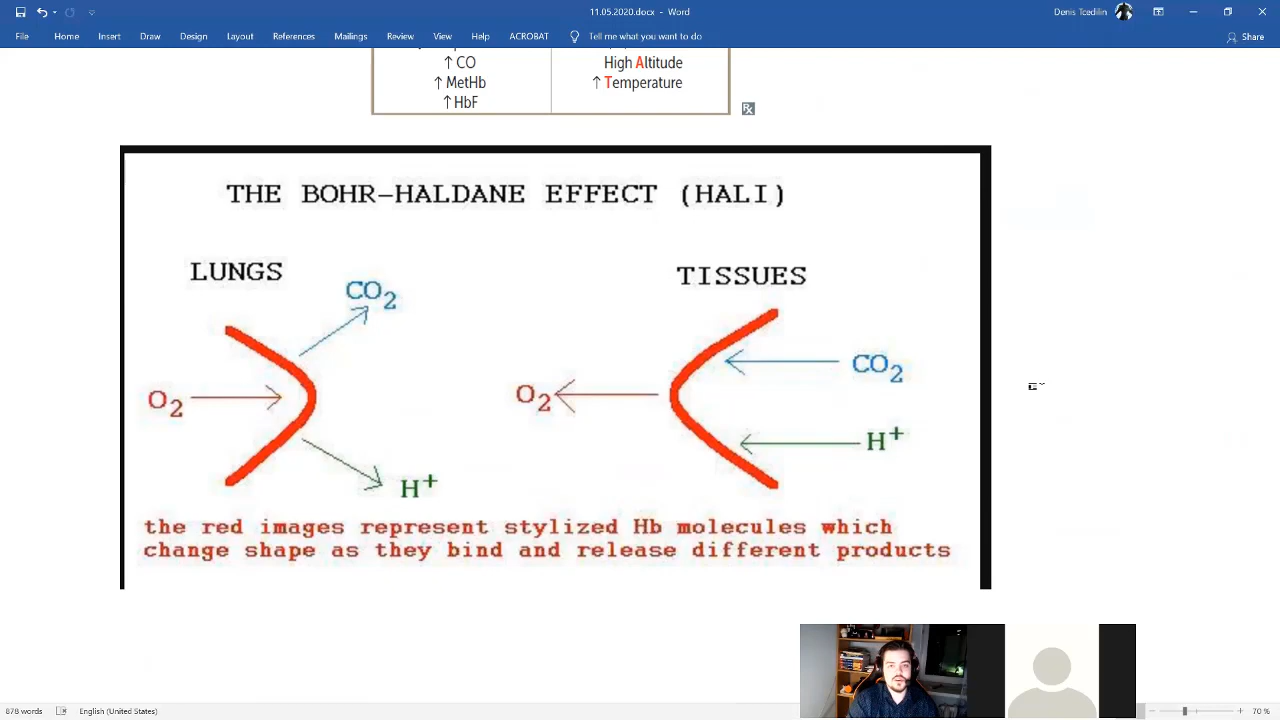 11.05.2020.docx - Word
Denis Tcedilin
File Home Insert Draw Design Layout References Mailings Review View Help ACROBAT Tell me what you want to do Share
↑ CO
High Altitude
↑ MetHb
↑ Temperature
↑ HbF
THE BOHR-HALDANE EFFECT (HALI)
LUNGS
TISSUES
CO2
CO2
O2
O2
H+
H+
the red images represent stylized Hb molecules which
change shape as they bind and release different products
878 words English (United States) 70 %